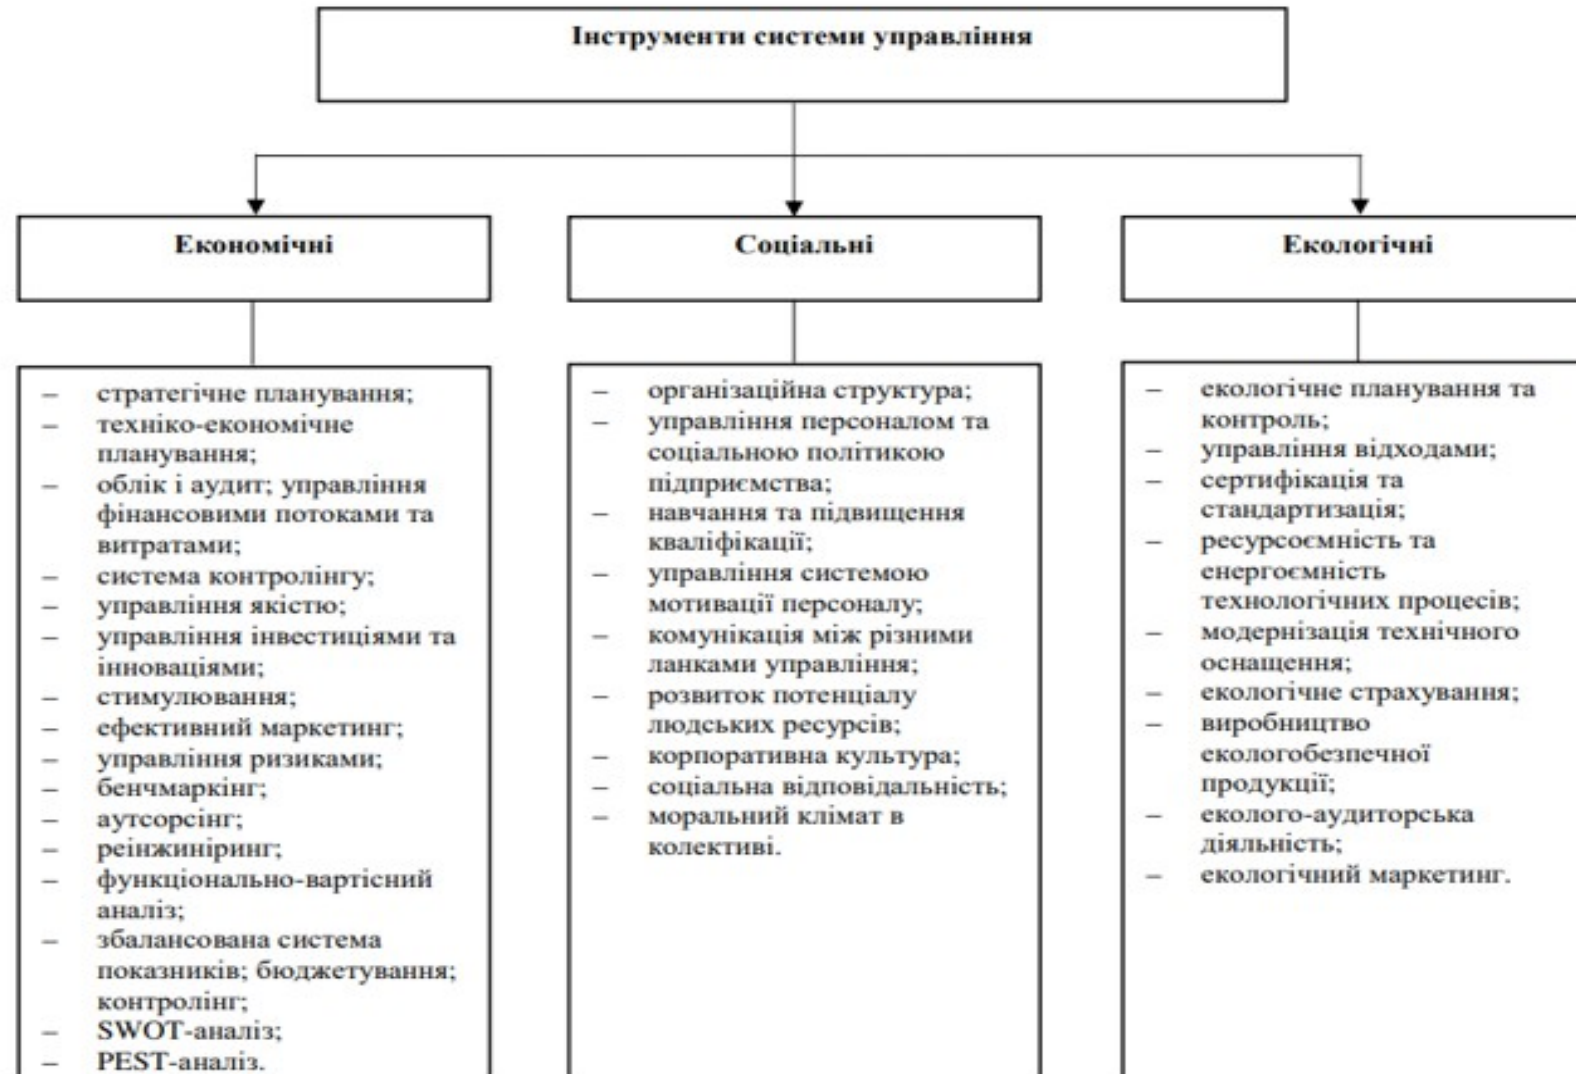 Інструменти системи управління
Економічні
– стратегічне планування;
– техніко-економічне
планування;
– облік і аудит; управління
фінансовими потоками та
витратами;
– система контролінгу;
– управління якістю;
– управління інвестиціями та
інноваціями;
– стимулювання;
– ефективний маркетинг;
– управління ризиками;
– бенчмаркінг;
– аутсорсінг;
– реінжиніринг;
– функціонально-вартісний
аналіз;
– збалансована система
показників; бюджетування;
контролінг;
– SWOT-аналіз;
– PEST-аналіз.
Соціальні
– організаційна структура;
– управління персоналом та
соціальною політикою
підприємства;
– навчання та підвищення
кваліфікації;
– управління системою
мотивації персоналу;
– комунікація між різними
ланками управління;
– розвиток потенціалу
людських ресурсів;
– корпоративна культура;
– соціальна відповідальність;
– моральний клімат в
колективі.
Екологічні
– екологічне планування та
контроль;
– управління відходами;
– сертифікація та
стандартизація;
– ресурсоємність та
енергоємність
технологічних процесів;
– модернізація технічного
оснащення;
– екологічне страхування;
– виробництво
екологобезпечної
продукції;
– еколого-аудиторська
діяльність;
– екологічний маркетинг.